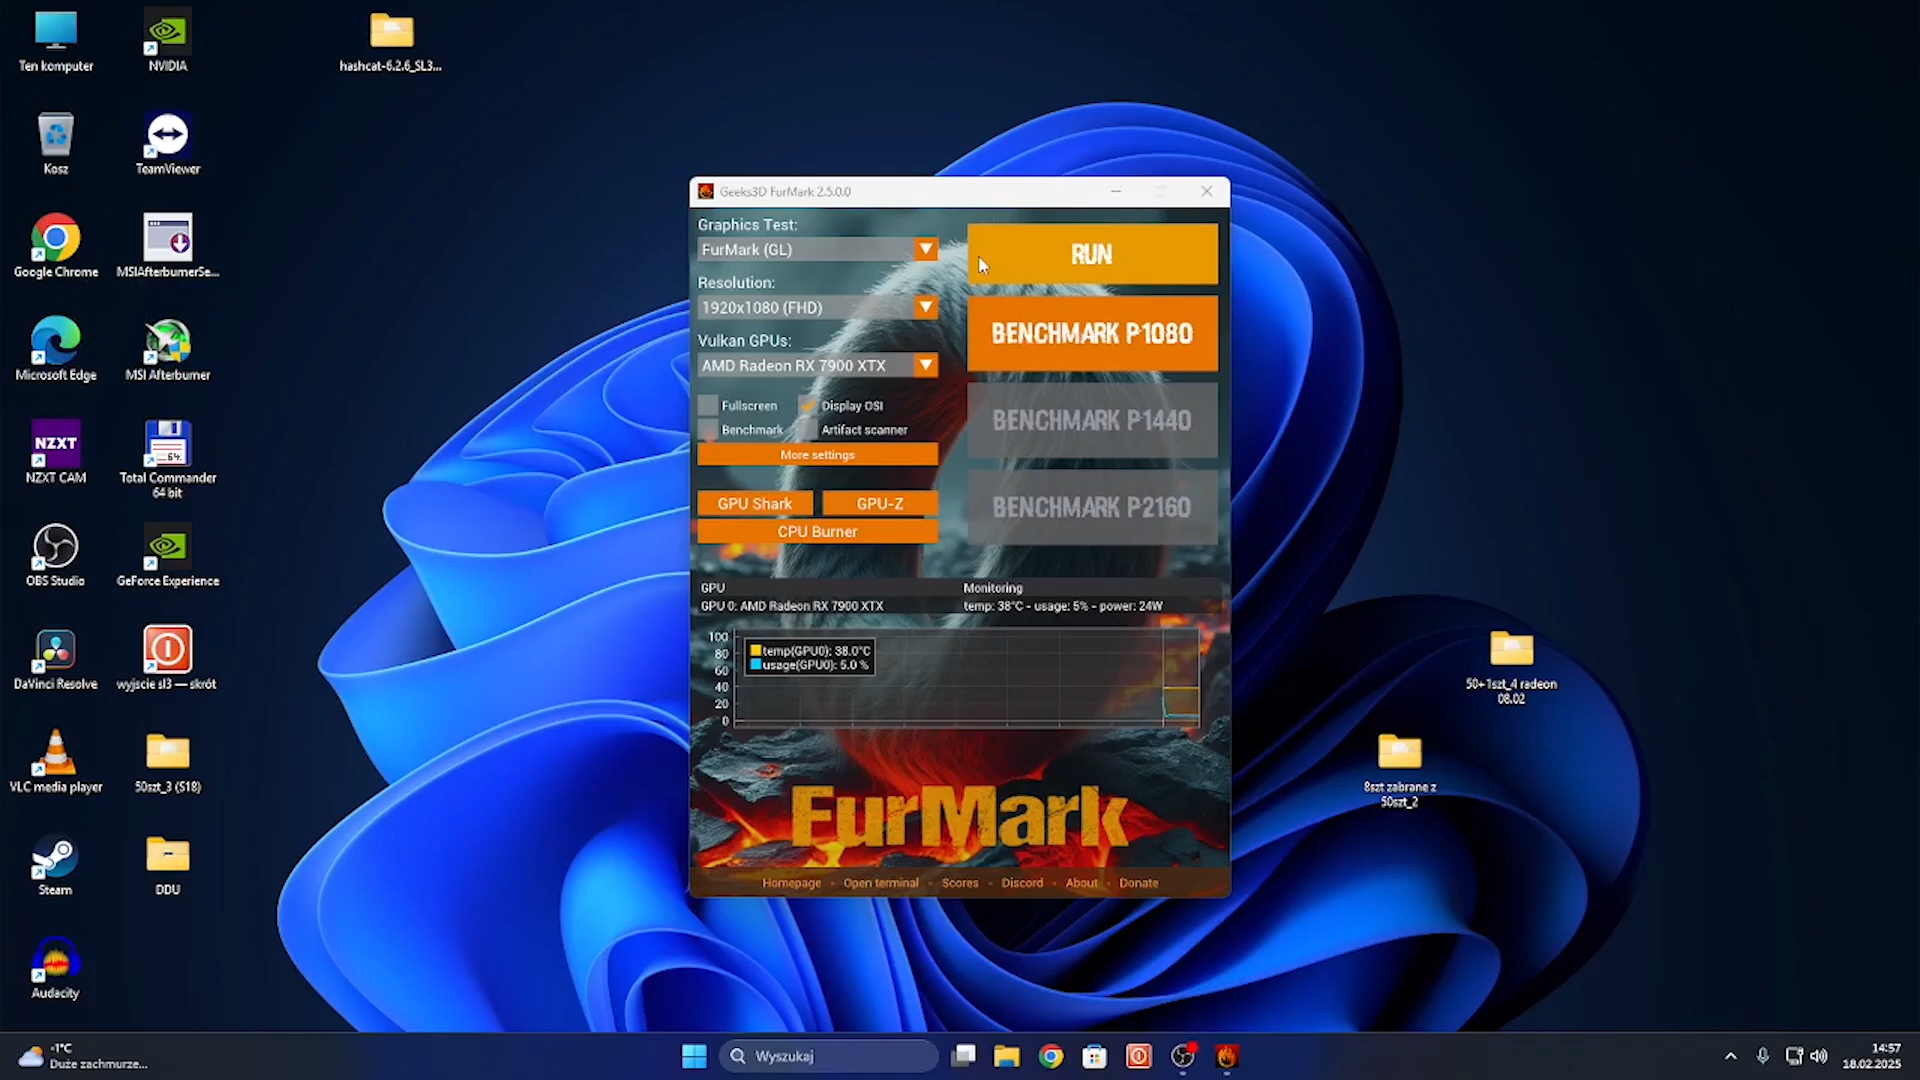 Ten komputer
NVIDIA
hashcat-6.2.6_SL3...
Kosz
TeamViewer
Google Chrome
MSIAfterburnerSe...
Microsoft Edge
MSI Afterburner
NZXT
NZXT CAM
64
Total Commander
64 bit
OBS Studio
GeForce Experience
DaVinci Resolve
wyjscie sl3 — skrót
VLC media player
50szt_3 (S18)
Steam
DDU
Audacity
50+1szt_4 radeon
08.02
8szt zabrane z
50szt_2
Geeks3D FurMark 2.5.0.0
Graphics Test:
FurMark (GL)
Resolution:
1920x1080 (FHD)
Vulkan GPUs:
AMD Radeon RX 7900 XTX
Fullscreen
Display OSI
Benchmark
Artifact scanner
More settings
GPU Shark
GPU-Z
CPU Burner
RUN
BENCHMARK P1080
BENCHMARK P1440
BENCHMARK P2160
GPU
Monitoring
GPU 0: AMD Radeon RX 7900 XTX
temp: 38°C - usage: 5% - power: 24W
100
80
60
40
20
0
temp(GPU0): 38.0°C
usage(GPU0): 5.0 %
FurMark
Homepage - Open terminal - Scores - Discord - About - Donate
-1°C
Duże zachmurze...
Wyszukaj
14:57
18.02.2025